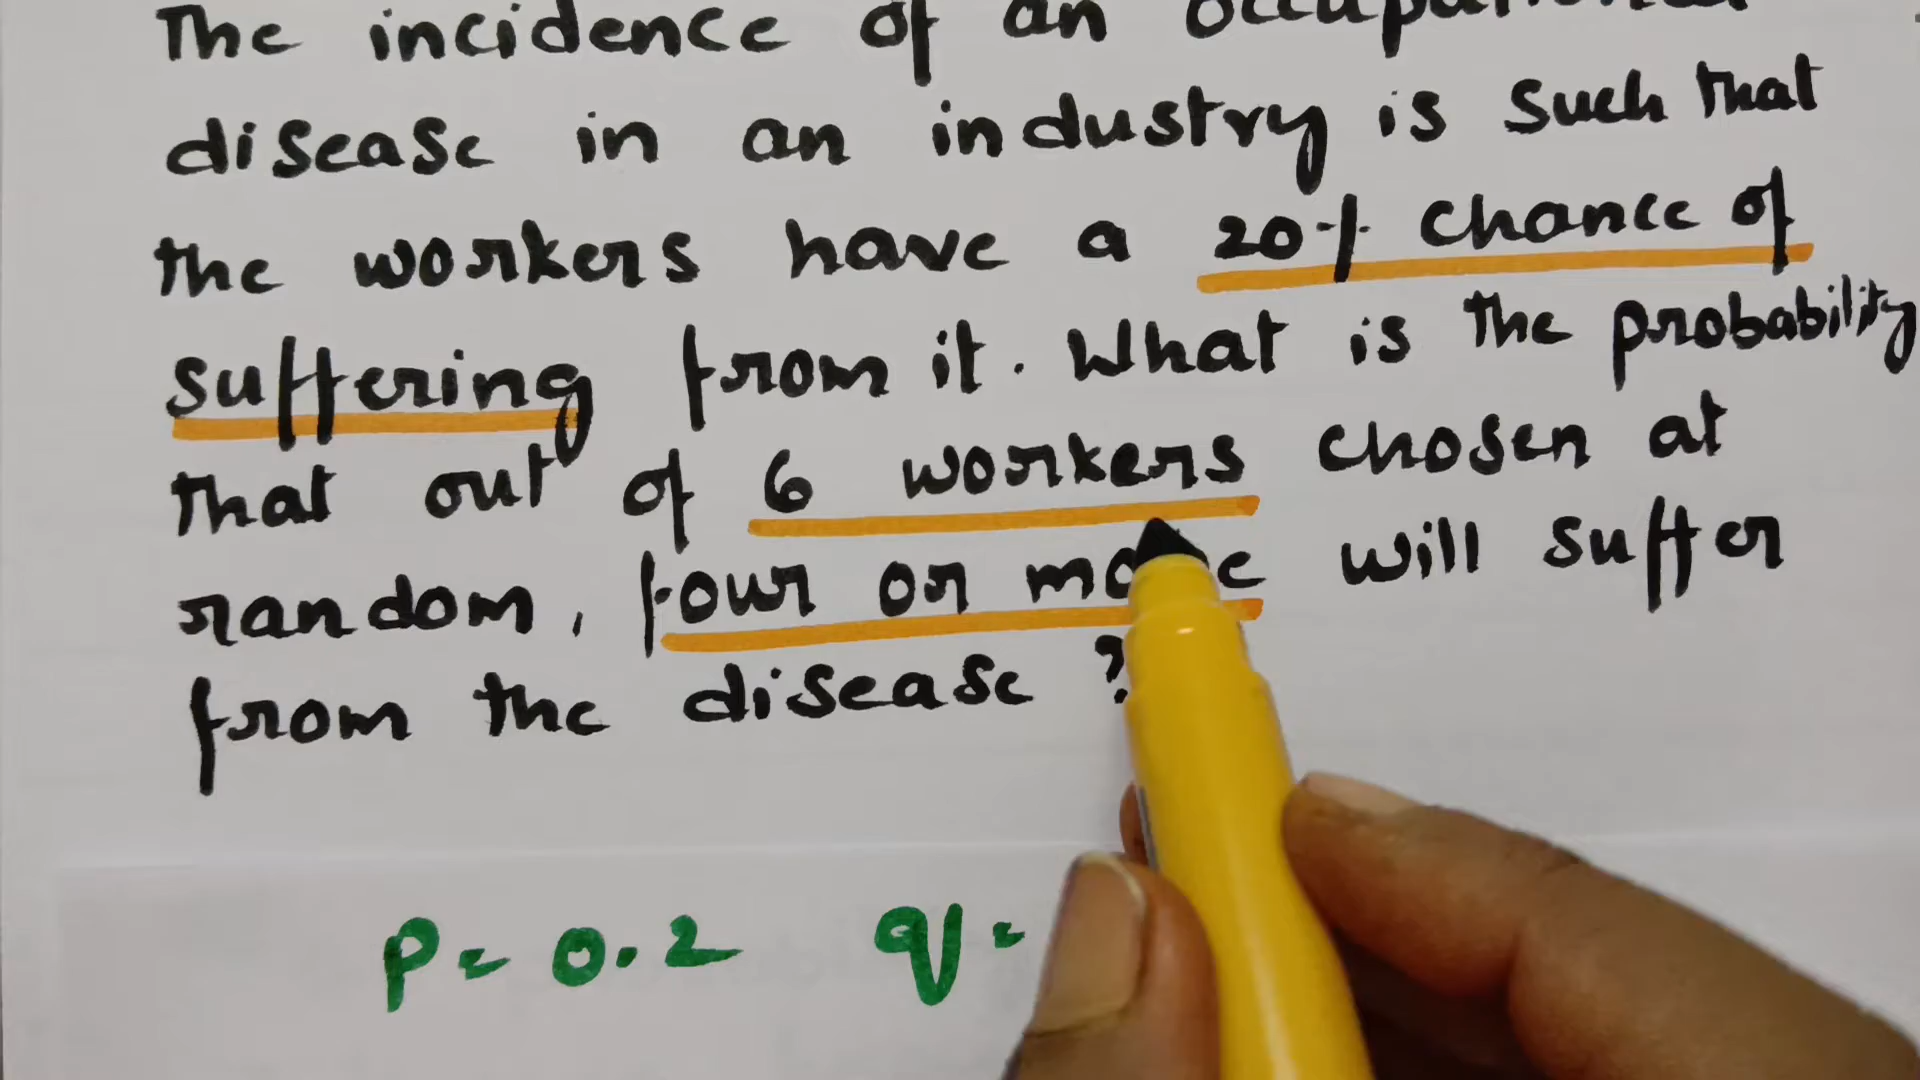 The incidence of an occupational
disease in an industry is such that
the workers have a 20% chance of
suffering from it. What is the probability
that out of 6 workers chosen at
random, four or more will suffer
from the disease ?
p = 0.2 q =